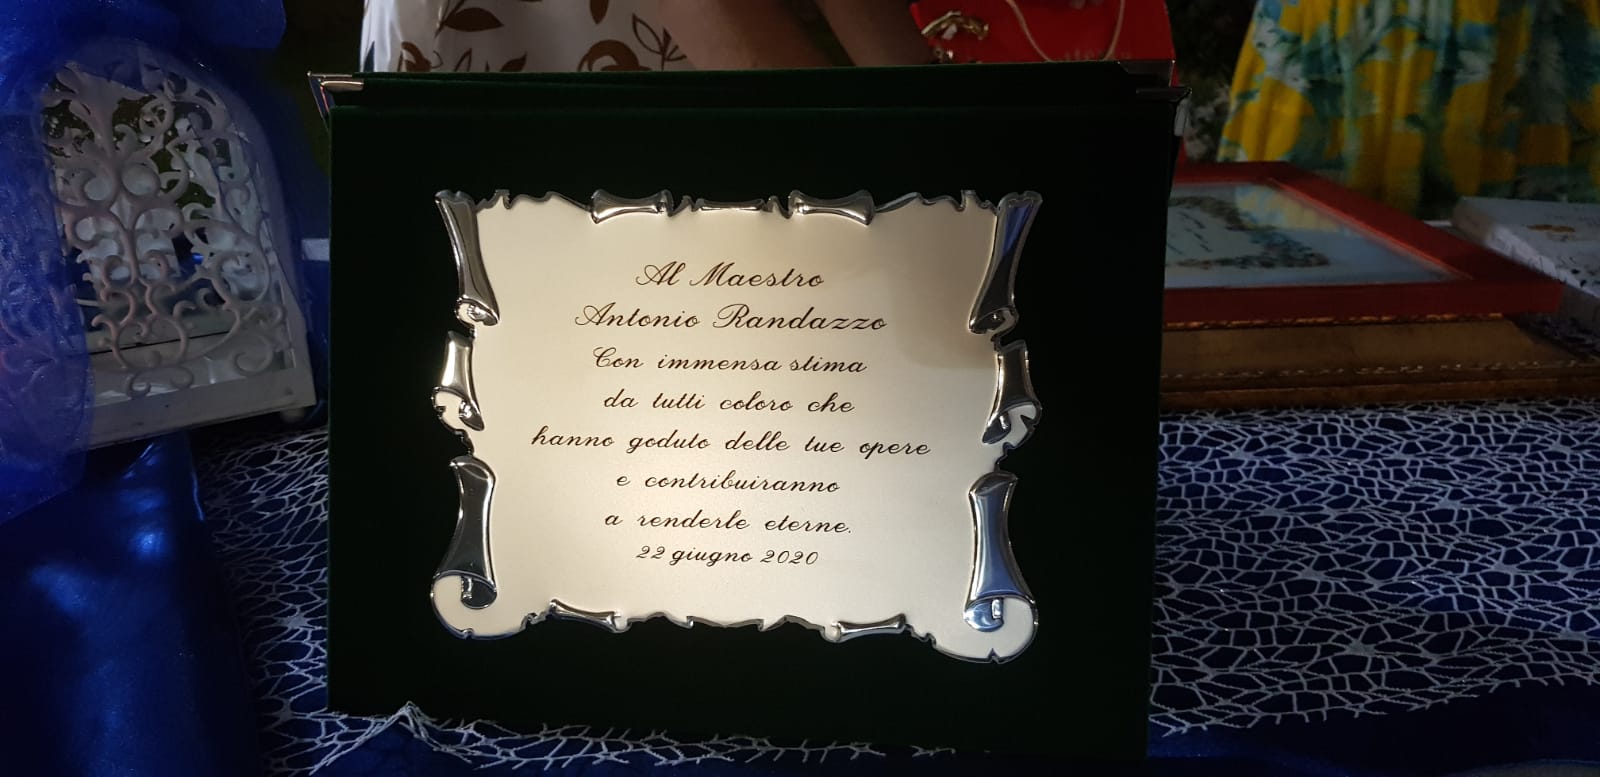 Al Maestro
Antonio Randazzo
Con immensa stima
da tutti coloro che
hanno goduto delle tue opere
e contribuiranno
a renderle eterne.
22 giugno 2020